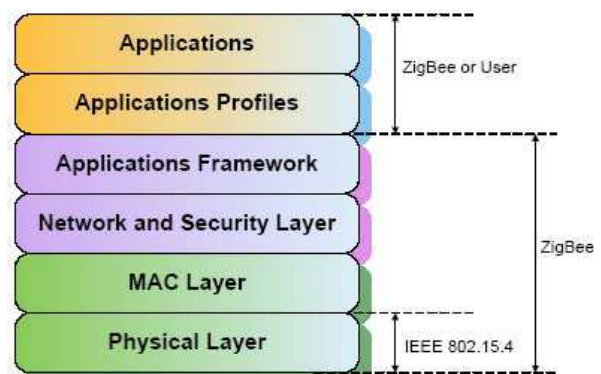 Applications
ZigBee or User
Applications Profiles
Applications Framework
Network and Security Layer
ZigBee
MAC Layer
Physical Layer
IEEE 802.15.4